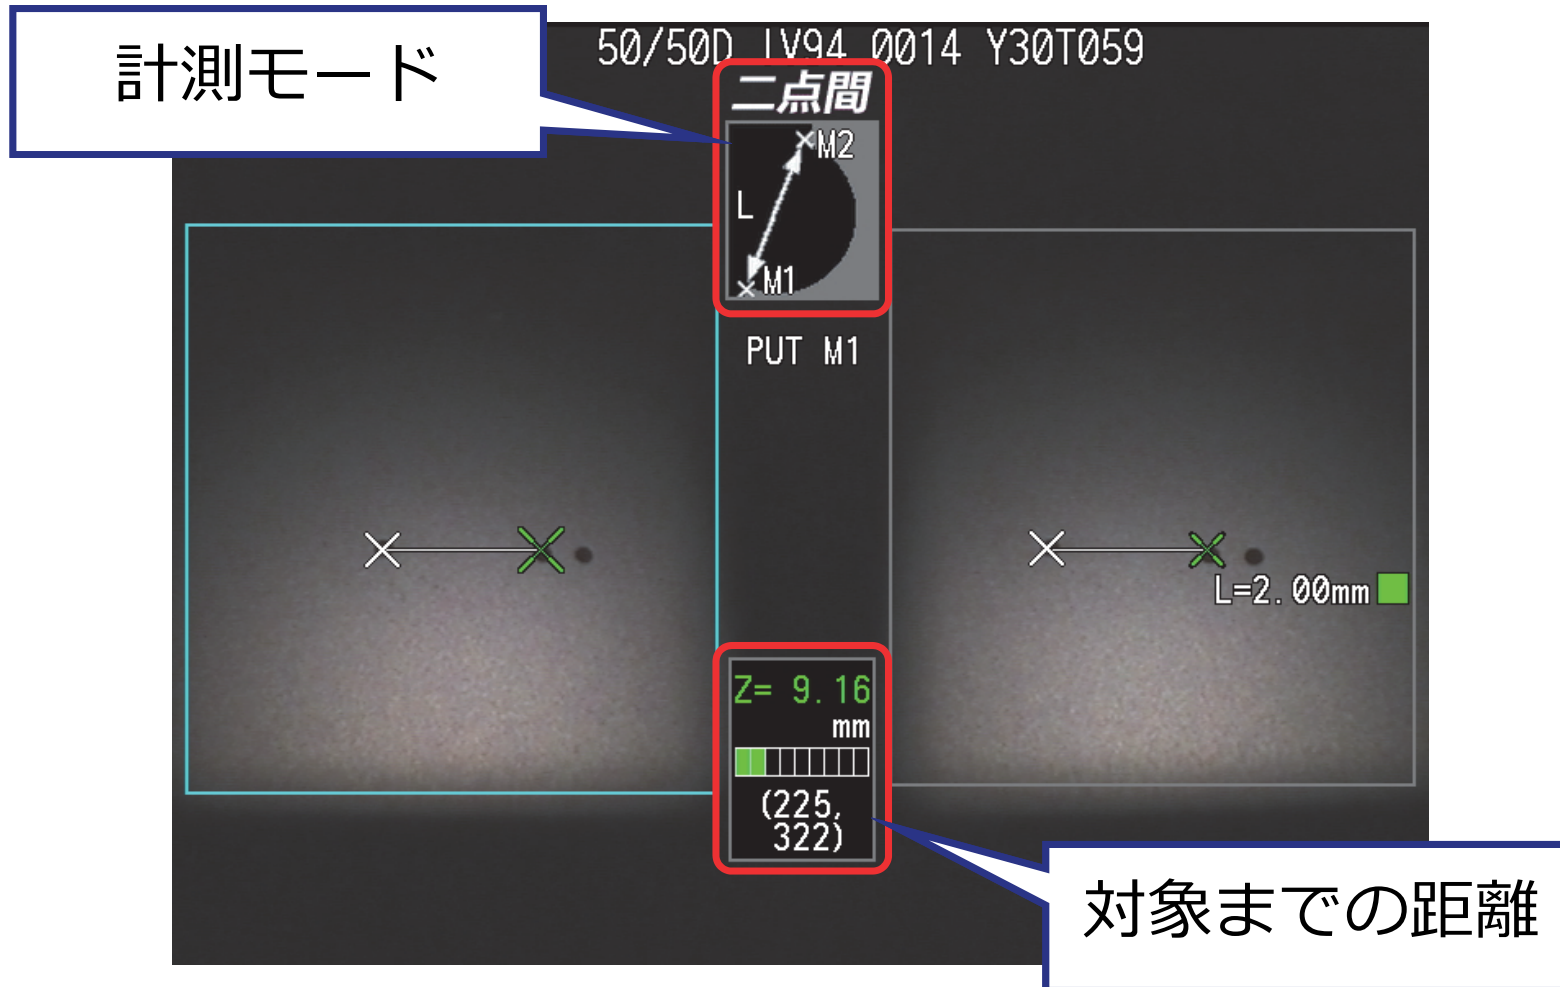 計測モード
50/50D LV94 0014 Y30T059
二点間
M2
L
M1
PUT M1
L=2.00mm
Z= 9.16
mm
(225,
322)
対象までの距離